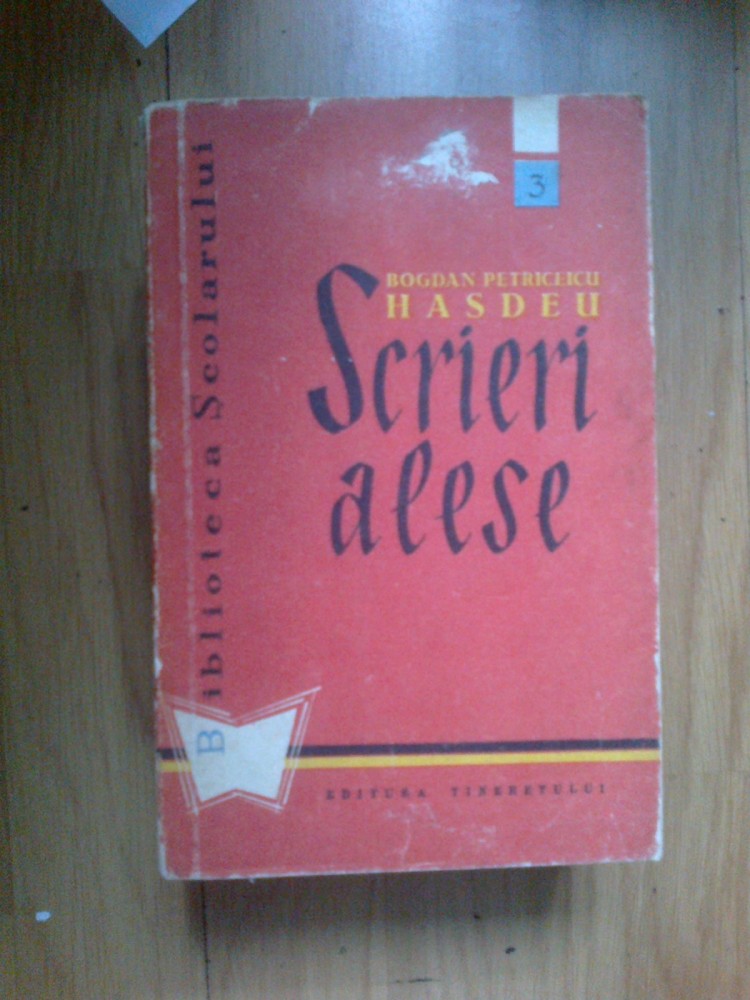 3
BOGDAN PETRICEICU
HASDEU
Scrieri
alese
Biblioteca Școlarului
EDITURA TINERETULUI